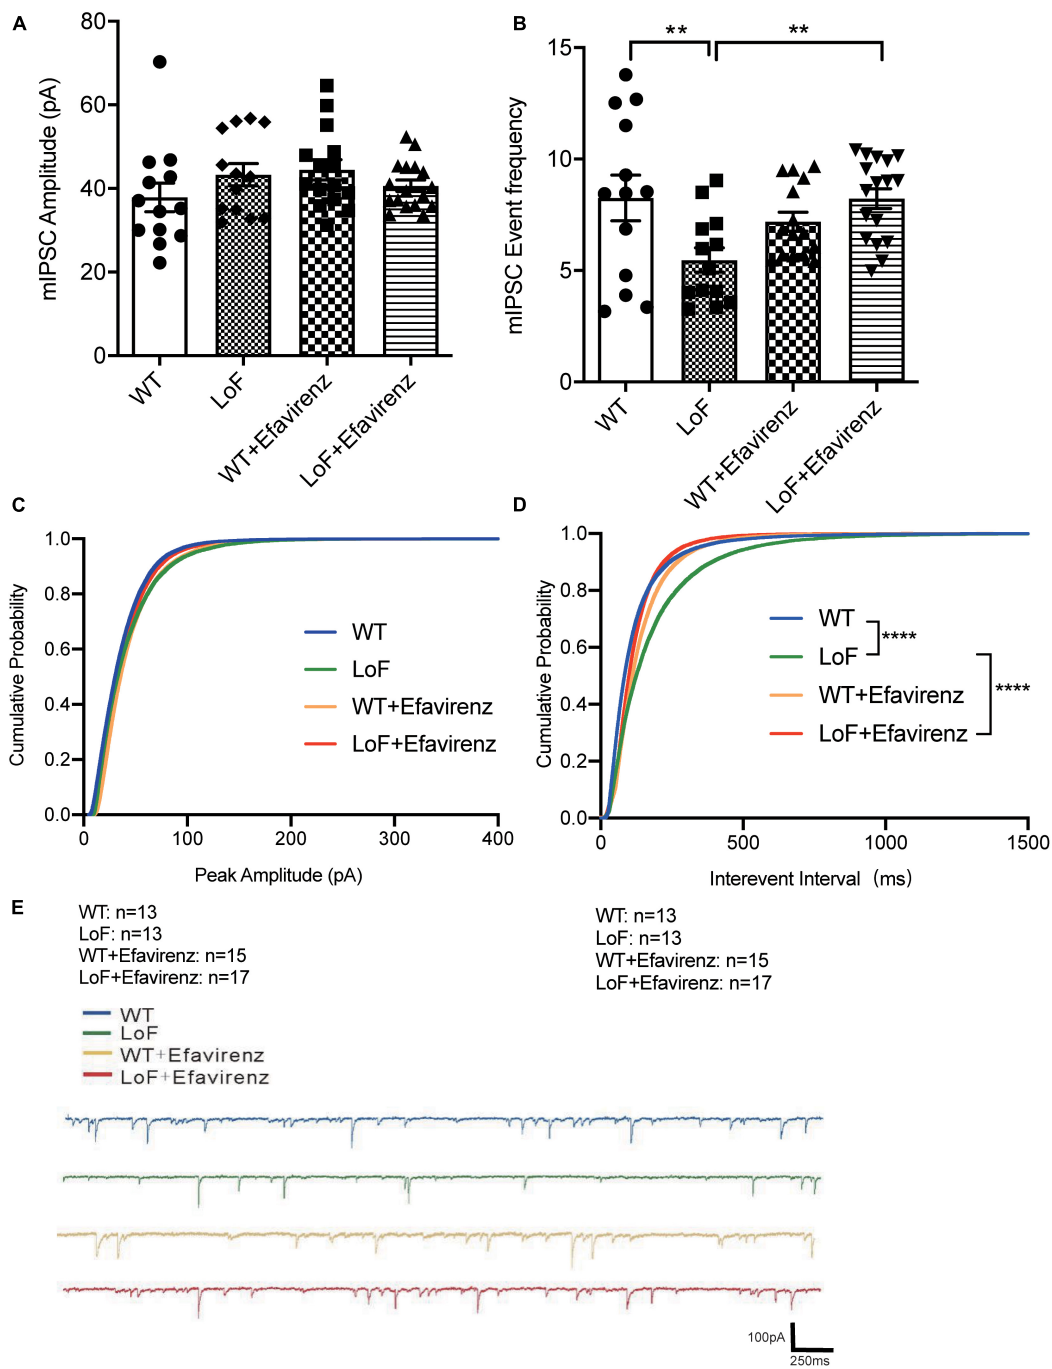 A
80
60
40
20
0
mIPSC Amplitude (pA)
WT
LoF
WT+Efavirenz
LoF+Efavirenz
B
15
10
5
0
mIPSC Event frequency
**
**
WT
LoF
WT+Efavirenz
LoF+Efavirenz
C
1.0
0.8
0.6
0.4
0.2
0.0
Cumulative Probability
0
100
200
300
400
Peak Amplitude (pA)
WT
LoF
WT+Efavirenz
LoF+Efavirenz
D
1.0
0.8
0.6
0.4
0.2
0.0
Cumulative Probability
0
500
1000
1500
Interevent Interval (ms)
WT
LoF
WT+Efavirenz
LoF+Efavirenz
****
****
E
WT: n=13
LoF: n=13
WT+Efavirenz: n=15
LoF+Efavirenz: n=17
WT: n=13
LoF: n=13
WT+Efavirenz: n=15
LoF+Efavirenz: n=17
WT
LoF
WT+Efavirenz
LoF+Efavirenz
100pA
250ms